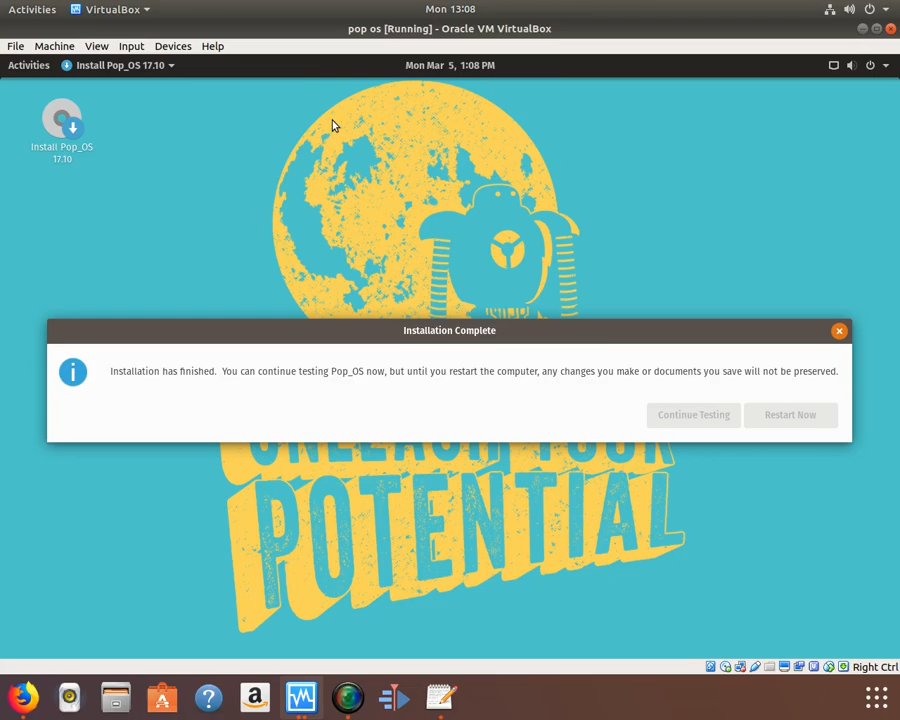 Activities VirtualBox Mon 13:08
pop os [Running] - Oracle VM VirtualBox
File Machine View Input Devices Help
Activities Install Pop_OS 17.10 Mon Mar 5, 1:08 PM
Install Pop_OS
17.10
Installation Complete
Installation has finished. You can continue testing Pop_OS now, but until you restart the computer, any changes you make or documents you save will not be preserved.
Continue Testing Restart Now
UNLEASH YOUR
POTENTIAL
Right Ctrl